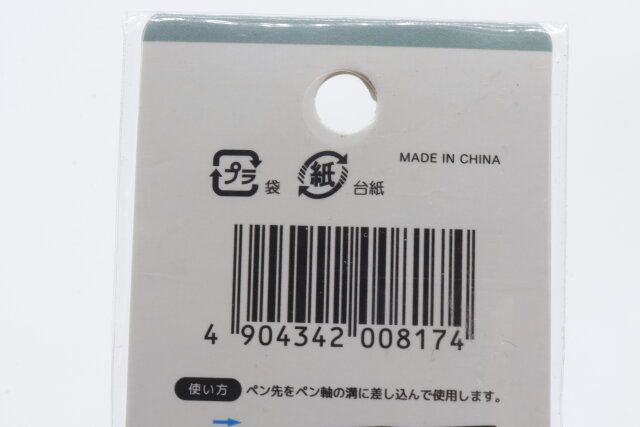 プラ 袋 紙 台紙 MADE IN CHINA
4 904342 008174
使い方 ペン先をペン軸の溝に差し込んで使用します。